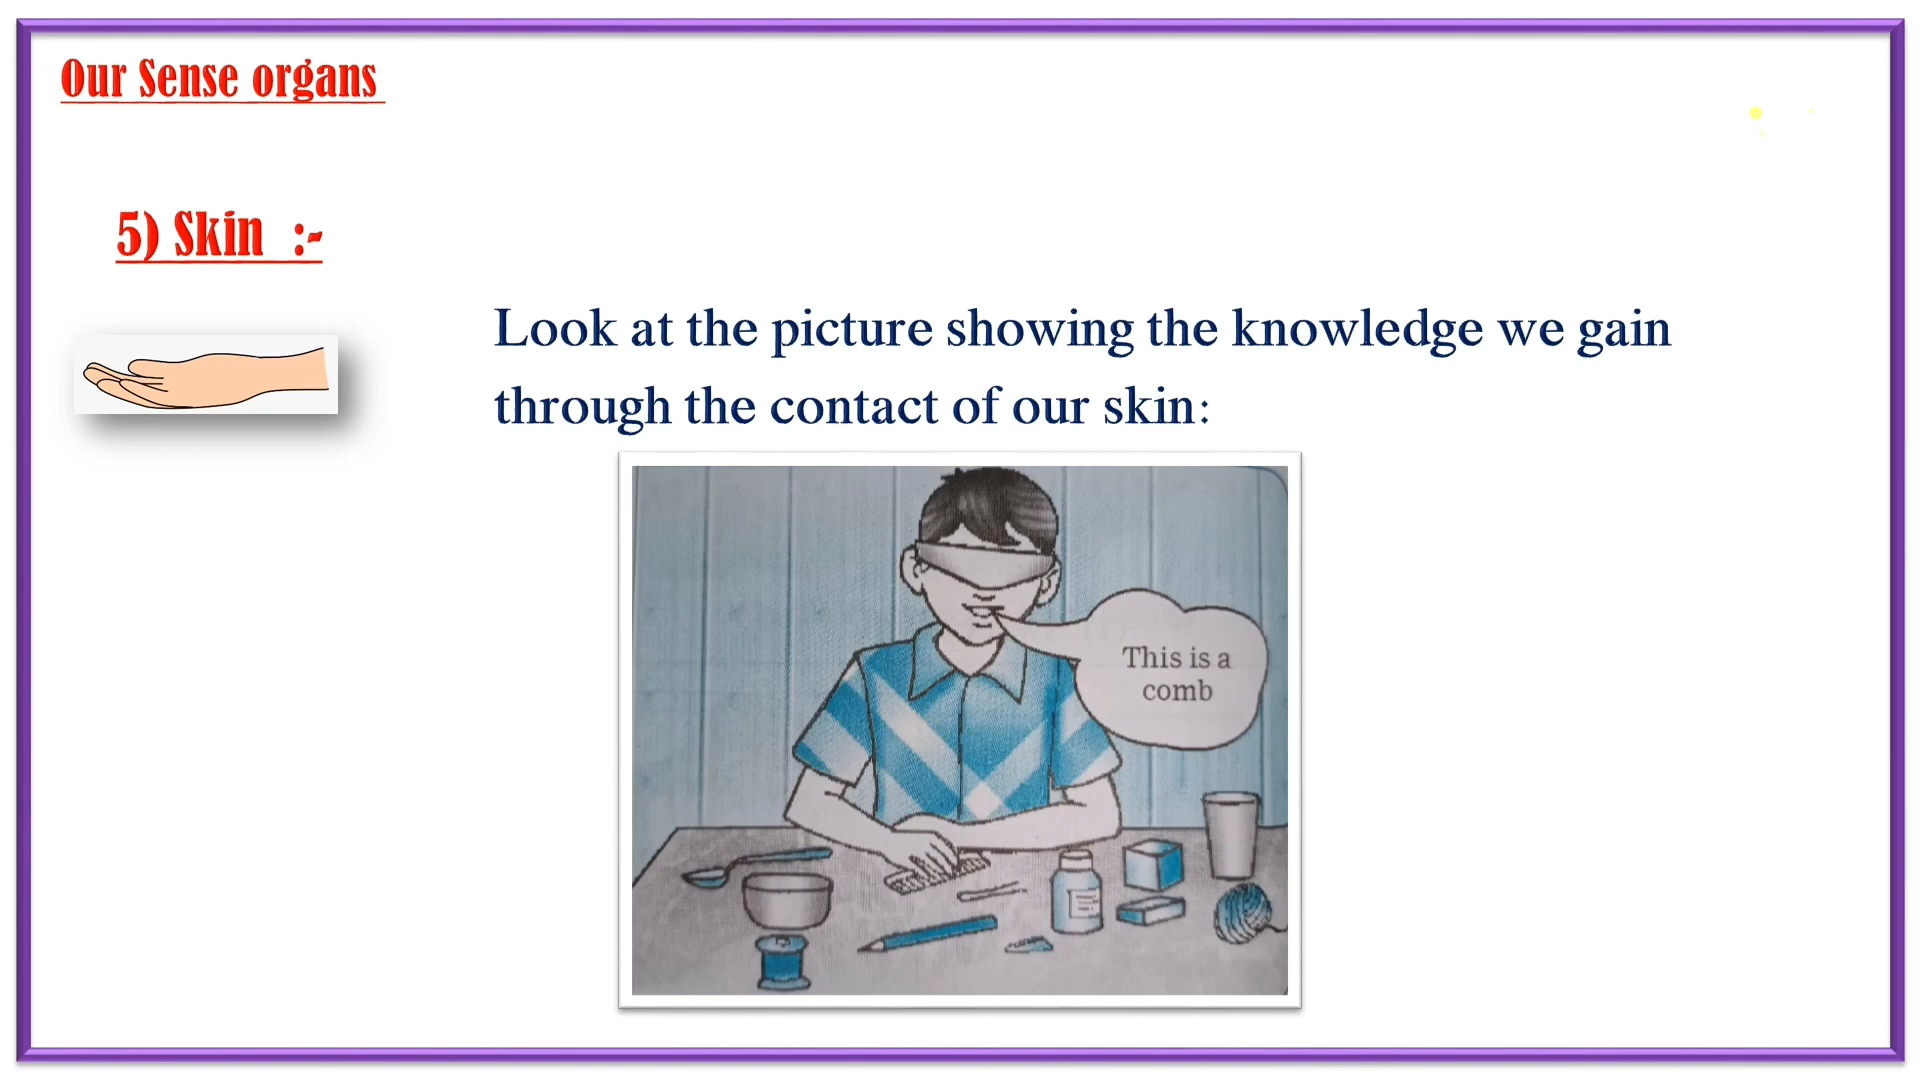 Our Sense organs
5) Skin :-
Look at the picture showing the knowledge we gain
through the contact of our skin:
This is a
comb